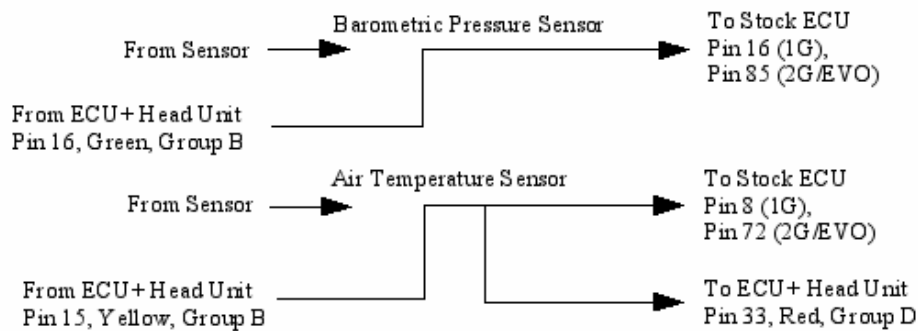 Barometric Pressure Sensor
From Sensor
To Stock ECU
Pin 16 (1G),
Pin 85 (2G/EVO)
From ECU+ Head Unit
Pin 16, Green, Group B
Air Temperature Sensor
From Sensor
To Stock ECU
Pin 8 (1G),
Pin 72 (2G/EVO)
From ECU+ Head Unit
Pin 15, Yellow, Group B
To ECU+ Head Unit
Pin 33, Red, Group D